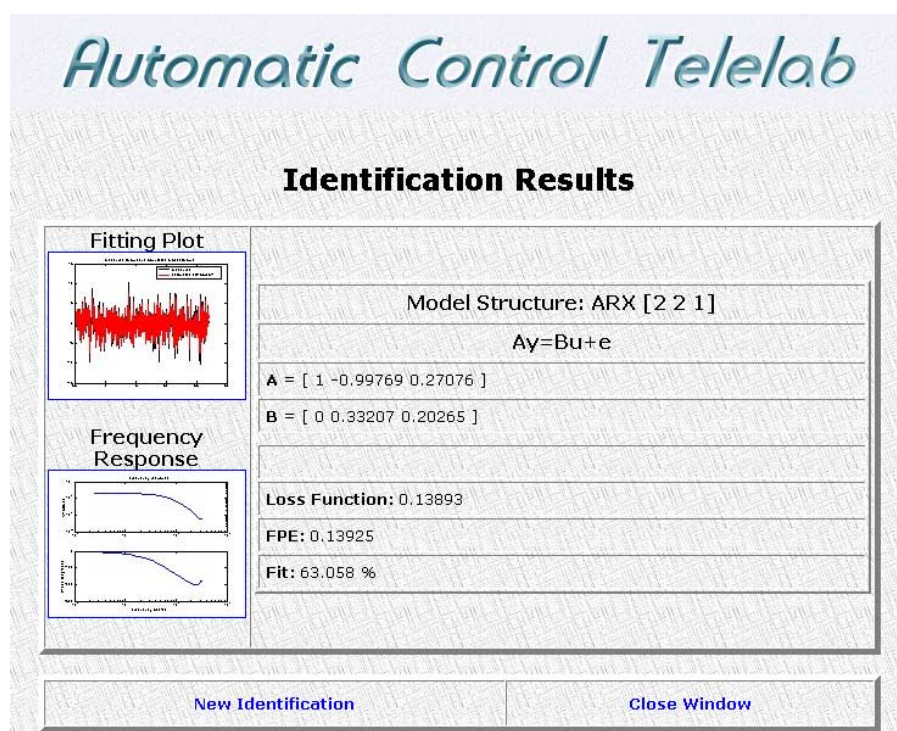 Automatic Control Telelab
Identification Results
Fitting Plot
Model Structure: ARX [2 2 1]
Ay=Bu+e
A = [ 1 -0.99769 0.27076 ]
B = [ 0 0.33207 0.20265 ]
Frequency
Response
Loss Function: 0.13893
FPE: 0.13925
Fit: 63.058 %
New Identification
Close Window